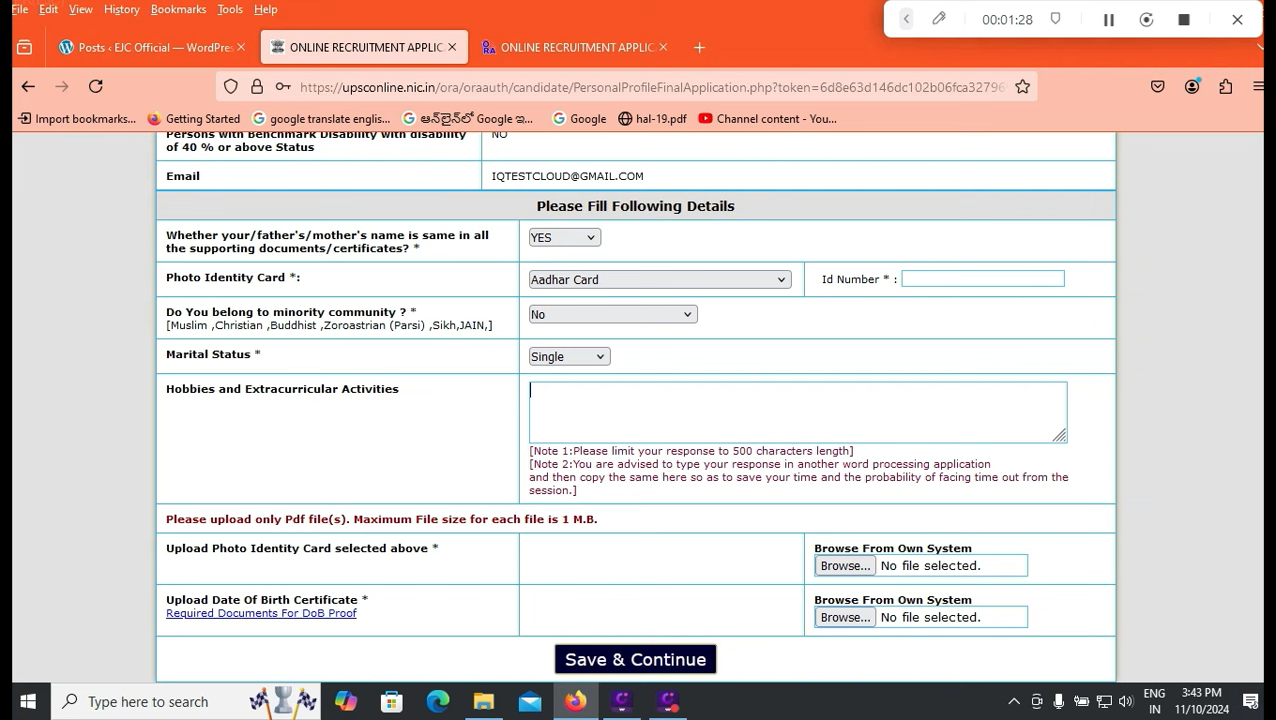 File Edit View History Bookmarks Tools Help
00:01:28
Posts ‹ EJC Official — WordPre
ONLINE RECRUITMENT APPLIC
ONLINE RECRUITMENT APPLIC
https://upsconline.nic.in/ora/oraauth/candidate/PersonalProfileFinalApplication.php?token=6d8e63d146dc102b06fca32796
Import bookmarks...
Getting Started
google translate englis...
ఆన్‌లైన్‌లో Google ఇ...
Google
hal-19.pdf
Channel content - You...
Persons with Benchmark Disability with disability
of 40 % or above Status
NO
Email
IQTESTCLOUD@GMAIL.COM
Please Fill Following Details
Whether your/father's/mother's name is same in all
the supporting documents/certificates? *
YES
Photo Identity Card *:
Aadhar Card
Id Number * :
Do You belong to minority community ? *
[Muslim ,Christian ,Buddhist ,Zoroastrian (Parsi) ,Sikh,JAIN,]
No
Marital Status *
Single
Hobbies and Extracurricular Activities
[Note 1:Please limit your response to 500 characters length]
[Note 2:You are advised to type your response in another word processing application
and then copy the same here so as to save your time and the probability of facing time out from the
session.]
Please upload only Pdf file(s). Maximum File size for each file is 1 M.B.
Upload Photo Identity Card selected above *
Browse From Own System
Browse... No file selected.
Upload Date Of Birth Certificate *
Required Documents For DoB Proof
Browse From Own System
Browse... No file selected.
Save & Continue
Type here to search
ENG
IN
3:43 PM
11/10/2024